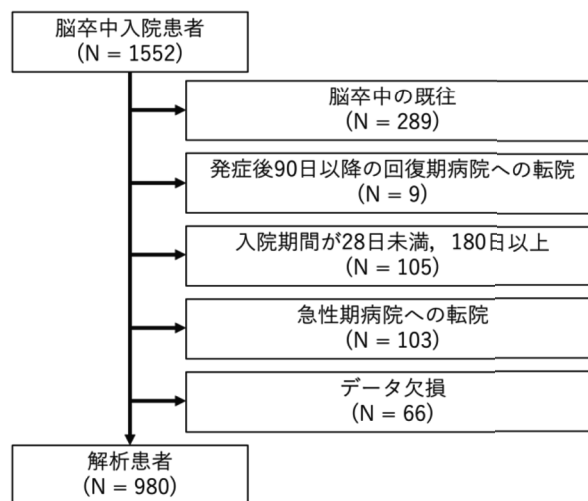 脳卒中入院患者
(N = 1552)
脳卒中の既往
(N = 289)
発症後90日以降の回復期病院への転院
(N = 9)
入院期間が28日未満，180日以上
(N = 105)
急性期病院への転院
(N = 103)
データ欠損
(N = 66)
解析患者
(N = 980)